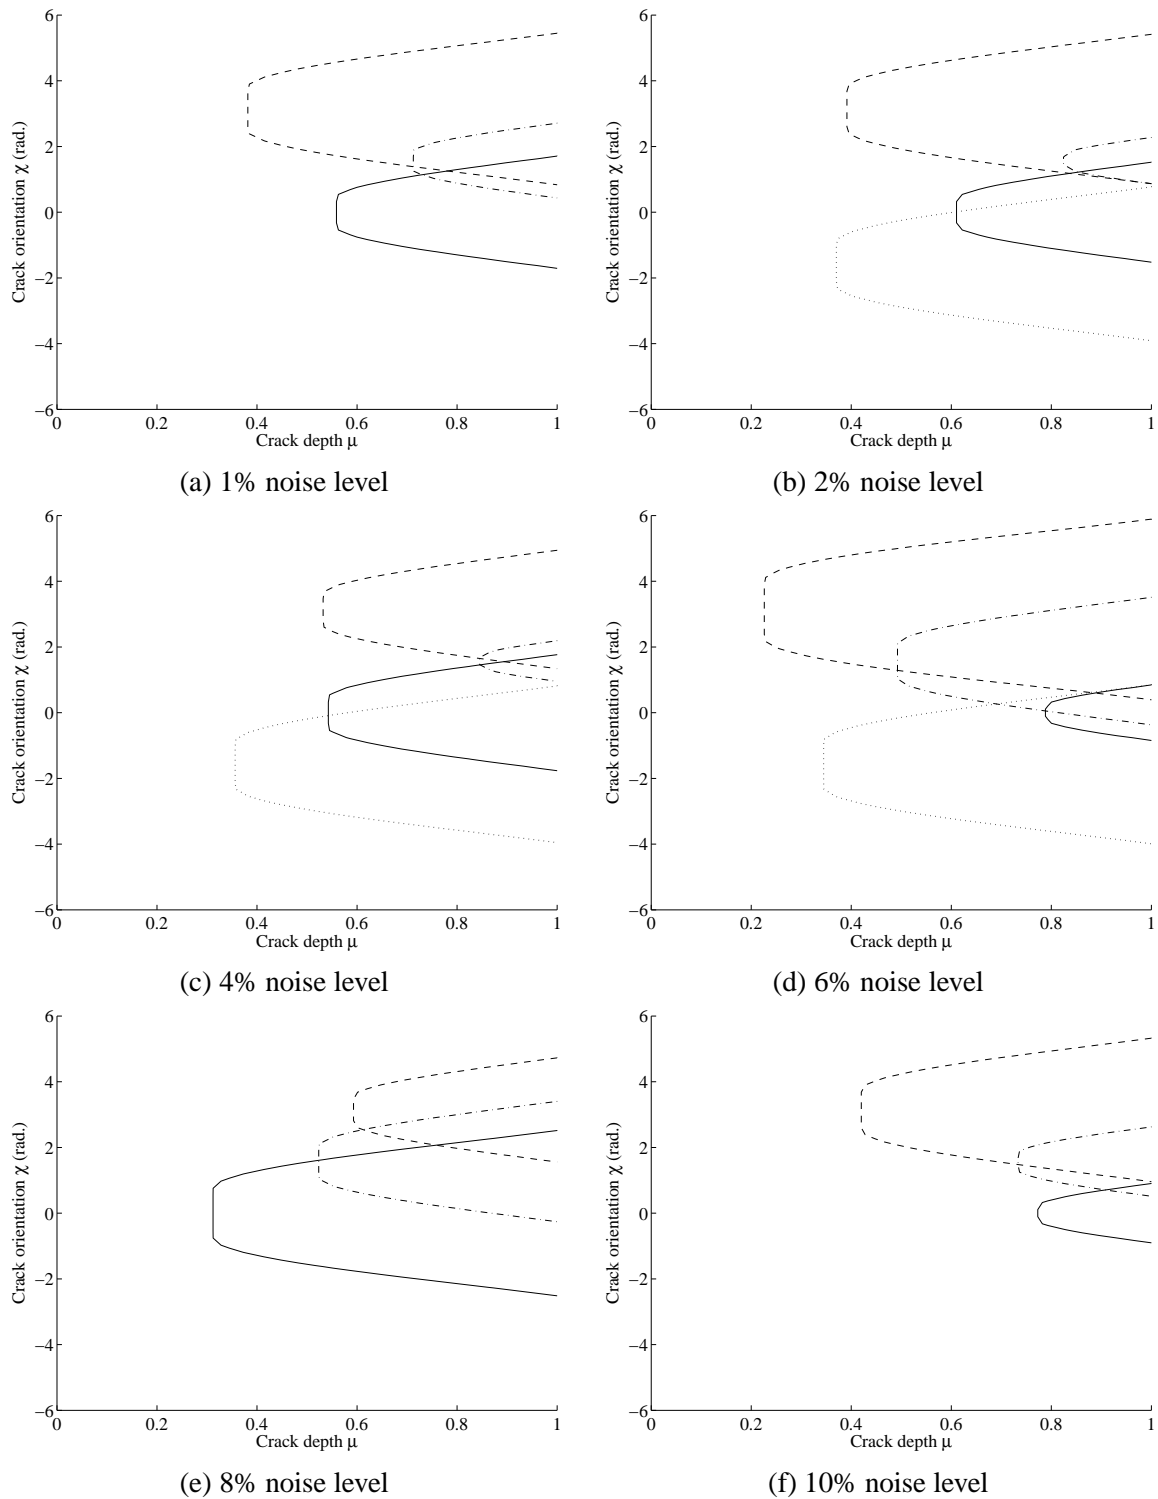 6
4
2
0
−2
−4
−6
Crack orientation χ (rad.)
0 0.2 0.4 0.6 0.8 1
Crack depth μ
(a) 1% noise level
6
4
2
0
−2
−4
−6
Crack orientation χ (rad.)
0 0.2 0.4 0.6 0.8 1
Crack depth μ
(b) 2% noise level
6
4
2
0
−2
−4
−6
Crack orientation χ (rad.)
0 0.2 0.4 0.6 0.8 1
Crack depth μ
(c) 4% noise level
6
4
2
0
−2
−4
−6
Crack orientation χ (rad.)
0 0.2 0.4 0.6 0.8 1
Crack depth μ
(d) 6% noise level
6
4
2
0
−2
−4
−6
Crack orientation χ (rad.)
0 0.2 0.4 0.6 0.8 1
Crack depth μ
(e) 8% noise level
6
4
2
0
−2
−4
−6
Crack orientation χ (rad.)
0 0.2 0.4 0.6 0.8 1
Crack depth μ
(f) 10% noise level